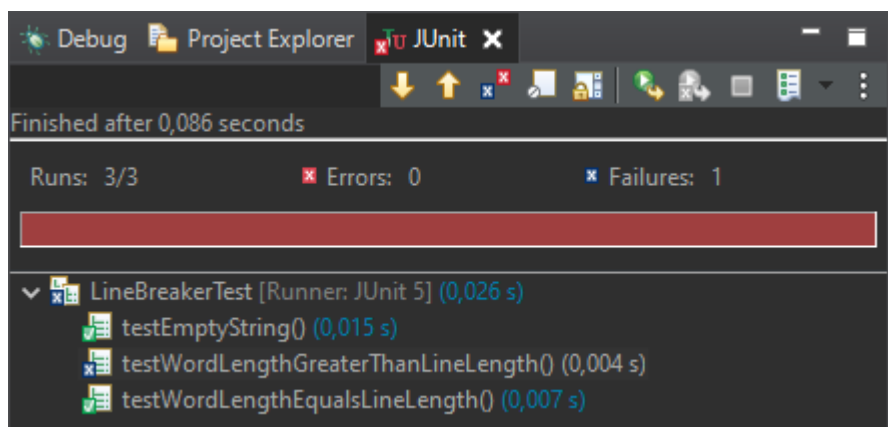 Debug Project Explorer JUnit
Finished after 0,086 seconds
Runs: 3/3 Errors: 0 Failures: 1
LineBreakerTest [Runner: JUnit 5] (0,026 s)
testEmptyString() (0,015 s)
testWordLengthGreaterThanLineLength() (0,004 s)
testWordLengthEqualsLineLength() (0,007 s)